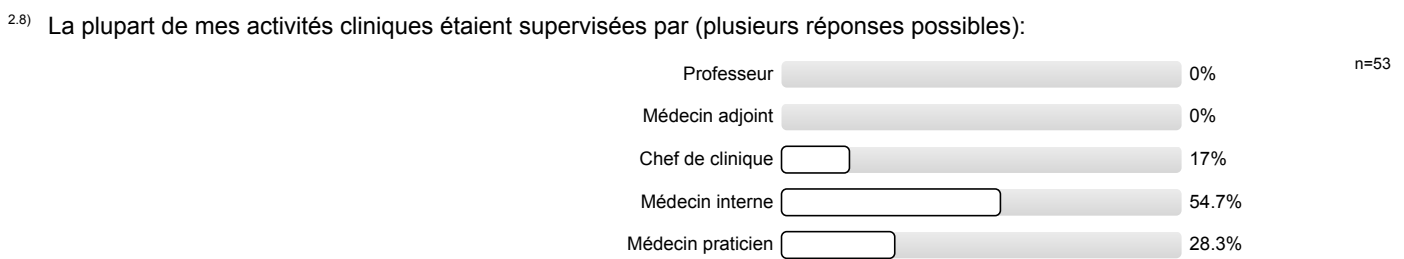 2.8) La plupart de mes activités cliniques étaient supervisées par (plusieurs réponses possibles):
Professeur 0% n=53
Médecin adjoint 0%
Chef de clinique 17%
Médecin interne 54.7%
Médecin praticien 28.3%